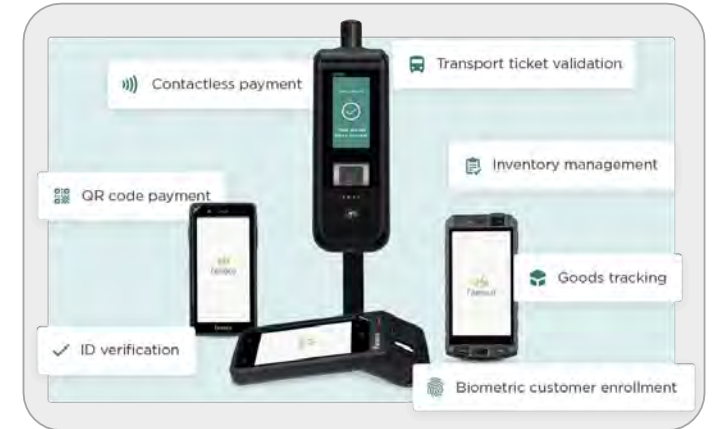 Contactless payment
Transport ticket validation
Inventory management
QR code payment
Goods tracking
ID verification
Biometric customer enrollment